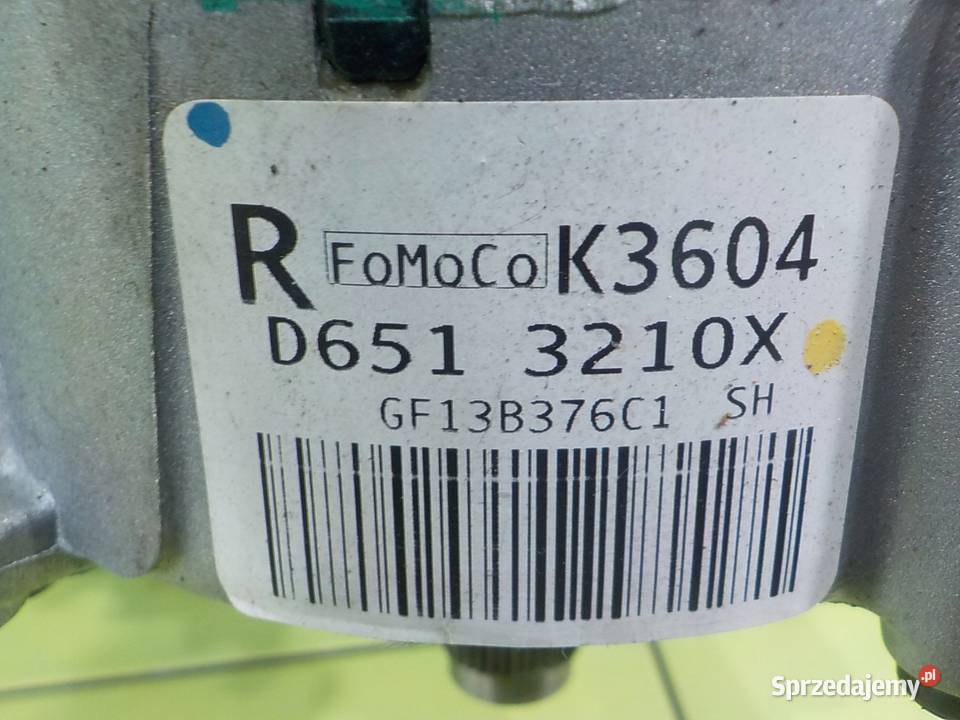 R FoMoCo K3604
D651 3210X
GF13B376C1 SH
Sprzedajemy.pl